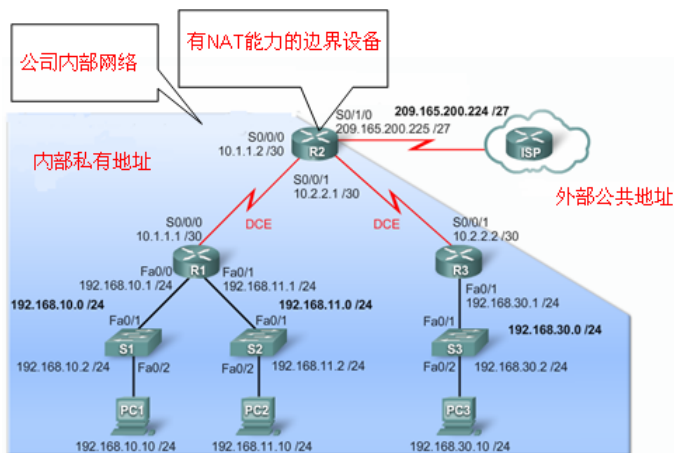 有NAT能力的边界设备
公司内部网络
S0/1/0
209.165.200.224 /27
209.165.200.225 /27
S0/0/0
10.1.1.2 /30
R2
ISP
内部私有地址
S0/0/1
10.2.2.1 /30
外部公共地址
S0/0/0
10.1.1.1 /30
DCE
DCE
S0/0/1
10.2.2.2 /30
Fa0/0
192.168.10.1 /24
R1
Fa0/1
192.168.11.1 /24
R3
Fa0/1
192.168.30.1 /24
192.168.10.0 /24
192.168.11.0 /24
192.168.30.0 /24
Fa0/1
S1
Fa0/1
S2
Fa0/1
S3
192.168.10.2 /24
Fa0/2
Fa0/2
192.168.11.2 /24
Fa0/2
192.168.30.2 /24
PC1
PC2
PC3
192.168.10.10 /24
192.168.11.10 /24
192.168.30.10 /24